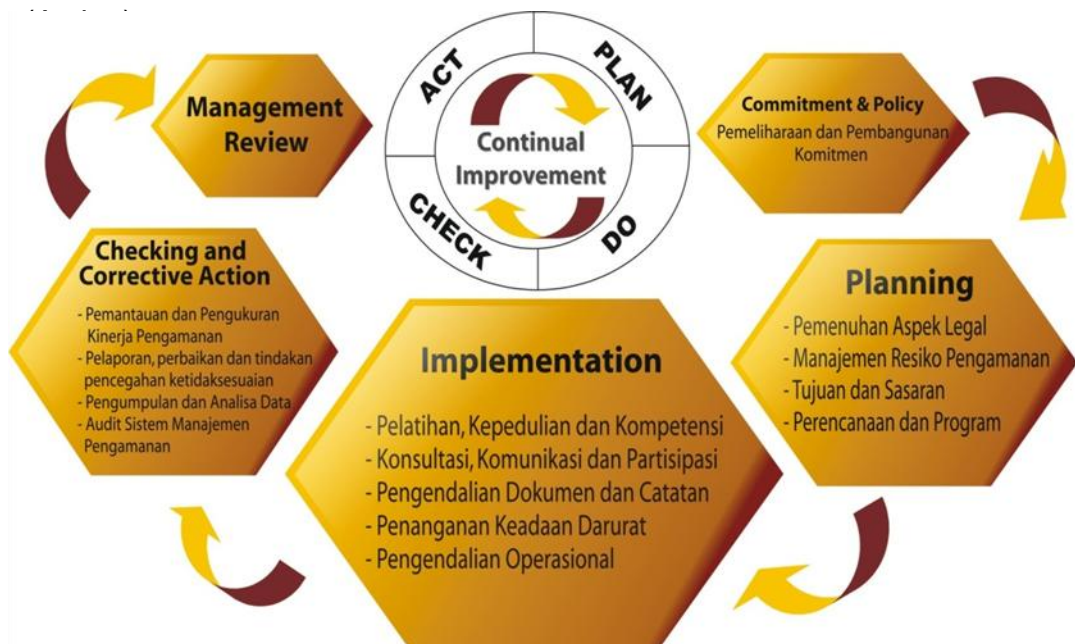 Management
Review
ACT
PLAN
CHECK
DO
Continual
Improvement
Commitment & Policy
Pemeliharaan dan Pembangunan
Komitmen
Planning
- Pemenuhan Aspek Legal
- Manajemen Resiko Pengamanan
- Tujuan dan Sasaran
- Perencanaan dan Program
Implementation
- Pelatihan, Kepedulian dan Kompetensi
- Konsultasi, Komunikasi dan Partisipasi
- Pengendalian Dokumen dan Catatan
- Penanganan Keadaan Darurat
- Pengendalian Operasional
Checking and
Corrective Action
- Pemantauan dan Pengukuran
Kinerja Pengamanan
- Pelaporan, perbaikan dan tindakan
pencegahan ketidaksesuaian
- Pengumpulan dan Analisa Data
- Audit Sistem Manajemen
Pengamanan